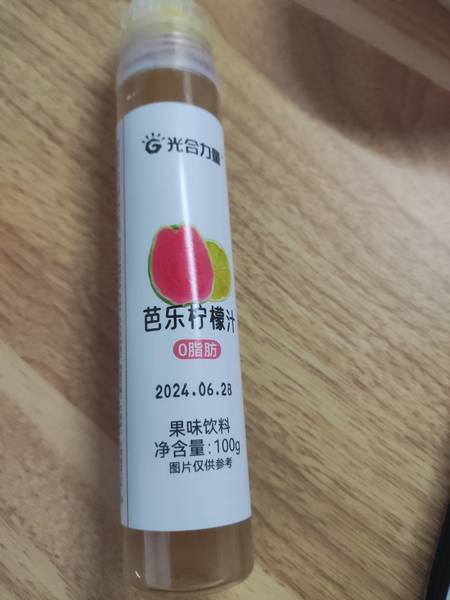 光合力量
芭乐柠檬汁
0脂肪
2024.06.28
果味饮料
净含量:100g
图片仅供参考